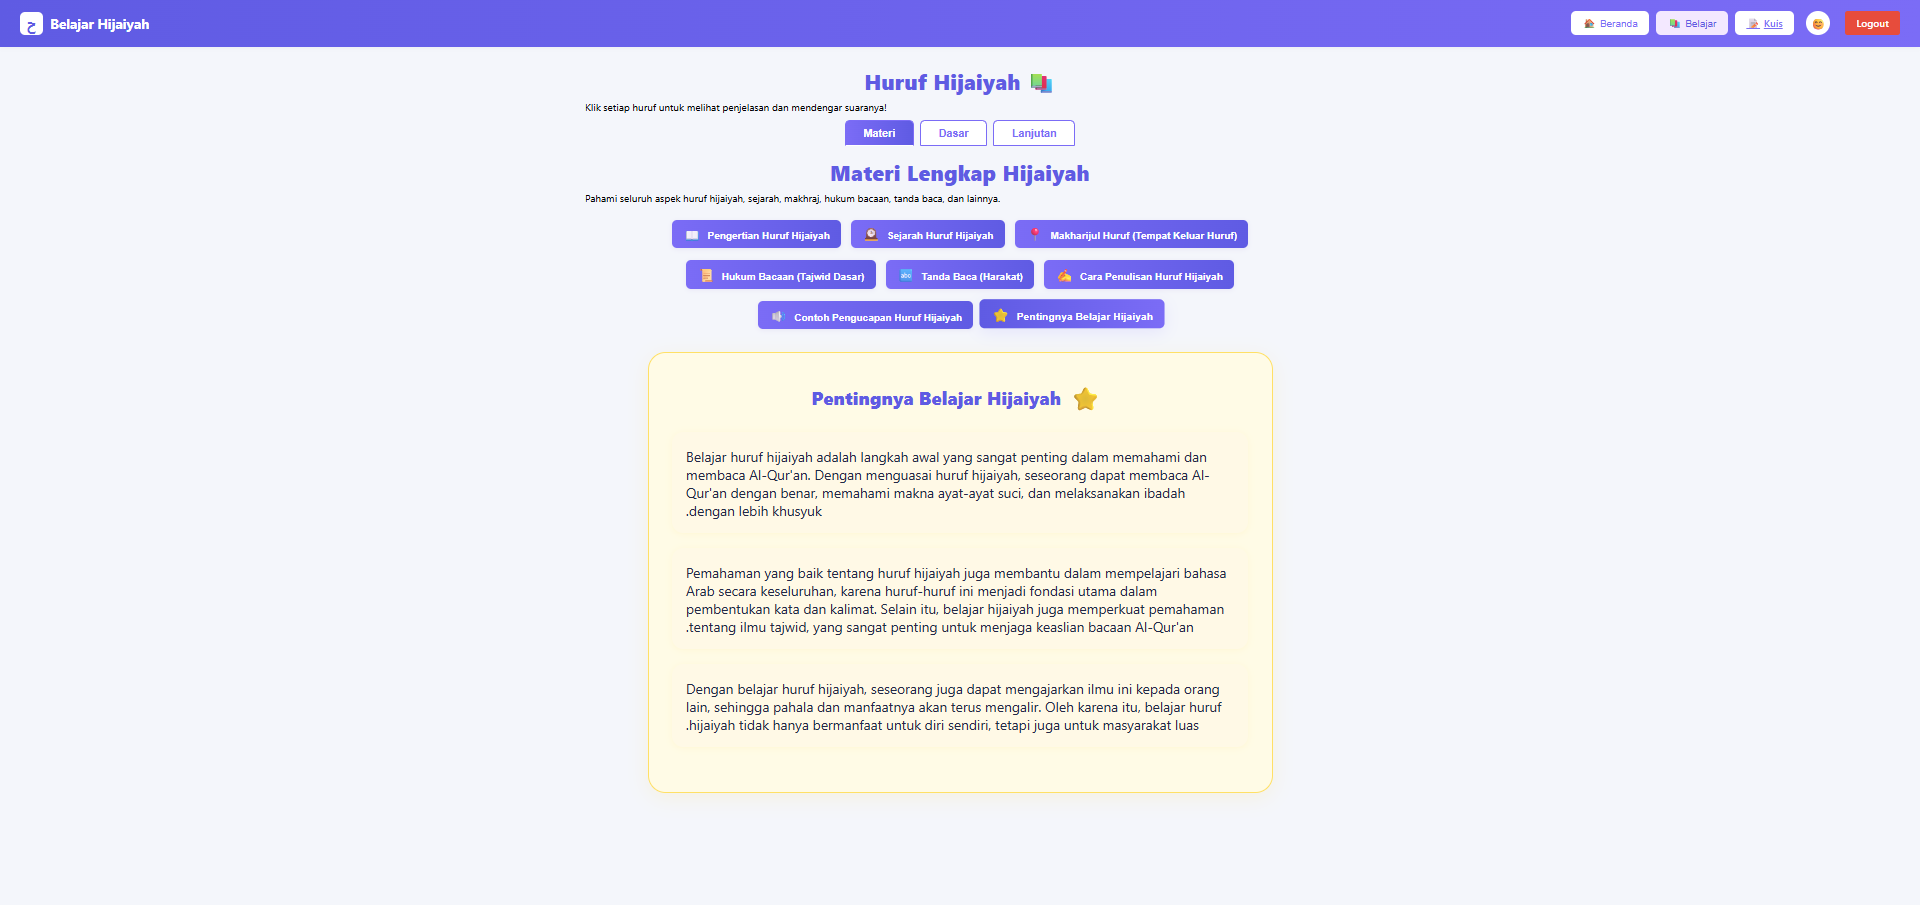 ج Belajar Hijaiyah
Beranda
Belajar
Kuis
Logout
Huruf Hijaiyah
Klik setiap huruf untuk melihat penjelasan dan mendengar suaranya!
Materi
Dasar
Lanjutan
Materi Lengkap Hijaiyah
Pahami seluruh aspek huruf hijaiyah, sejarah, makhraj, hukum bacaan, tanda baca, dan lainnya.
Pengertian Huruf Hijaiyah
Sejarah Huruf Hijaiyah
Makharijul Huruf (Tempat Keluar Huruf)
Hukum Bacaan (Tajwid Dasar)
Tanda Baca (Harakat)
Cara Penulisan Huruf Hijaiyah
Contoh Pengucapan Huruf Hijaiyah
Pentingnya Belajar Hijaiyah
Pentingnya Belajar Hijaiyah
Belajar huruf hijaiyah adalah langkah awal yang sangat penting dalam memahami dan
membaca Al-Qur'an. Dengan menguasai huruf hijaiyah, seseorang dapat membaca Al-
Qur'an dengan benar, memahami makna ayat-ayat suci, dan melaksanakan ibadah
.dengan lebih khusyuk
Pemahaman yang baik tentang huruf hijaiyah juga membantu dalam mempelajari bahasa
Arab secara keseluruhan, karena huruf-huruf ini menjadi fondasi utama dalam
pembentukan kata dan kalimat. Selain itu, belajar hijaiyah juga memperkuat pemahaman
.tentang ilmu tajwid, yang sangat penting untuk menjaga keaslian bacaan Al-Qur'an
Dengan belajar huruf hijaiyah, seseorang juga dapat mengajarkan ilmu ini kepada orang
lain, sehingga pahala dan manfaatnya akan terus mengalir. Oleh karena itu, belajar huruf
.hijaiyah tidak hanya bermanfaat untuk diri sendiri, tetapi juga untuk masyarakat luas